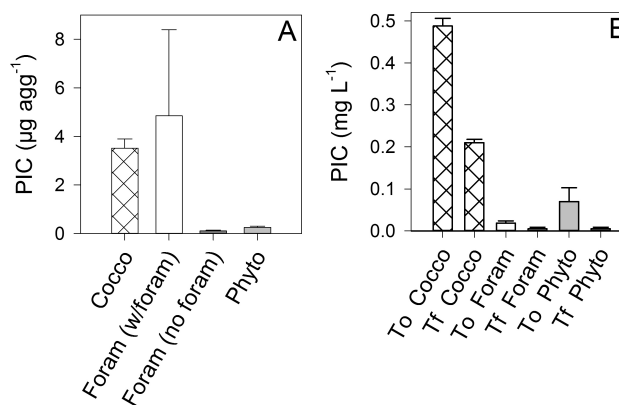 A
PIC (µg agg-1)
8
6
4
2
0
Cocco
Foram (w/foram)
Foram (no foram)
Phyto
PIC (mg L-1)
0.5
0.4
0.3
0.2
0.1
0.0
To Cocco
Tf Cocco
To Foram
Tf Foram
To Phyto
Tf Phyto